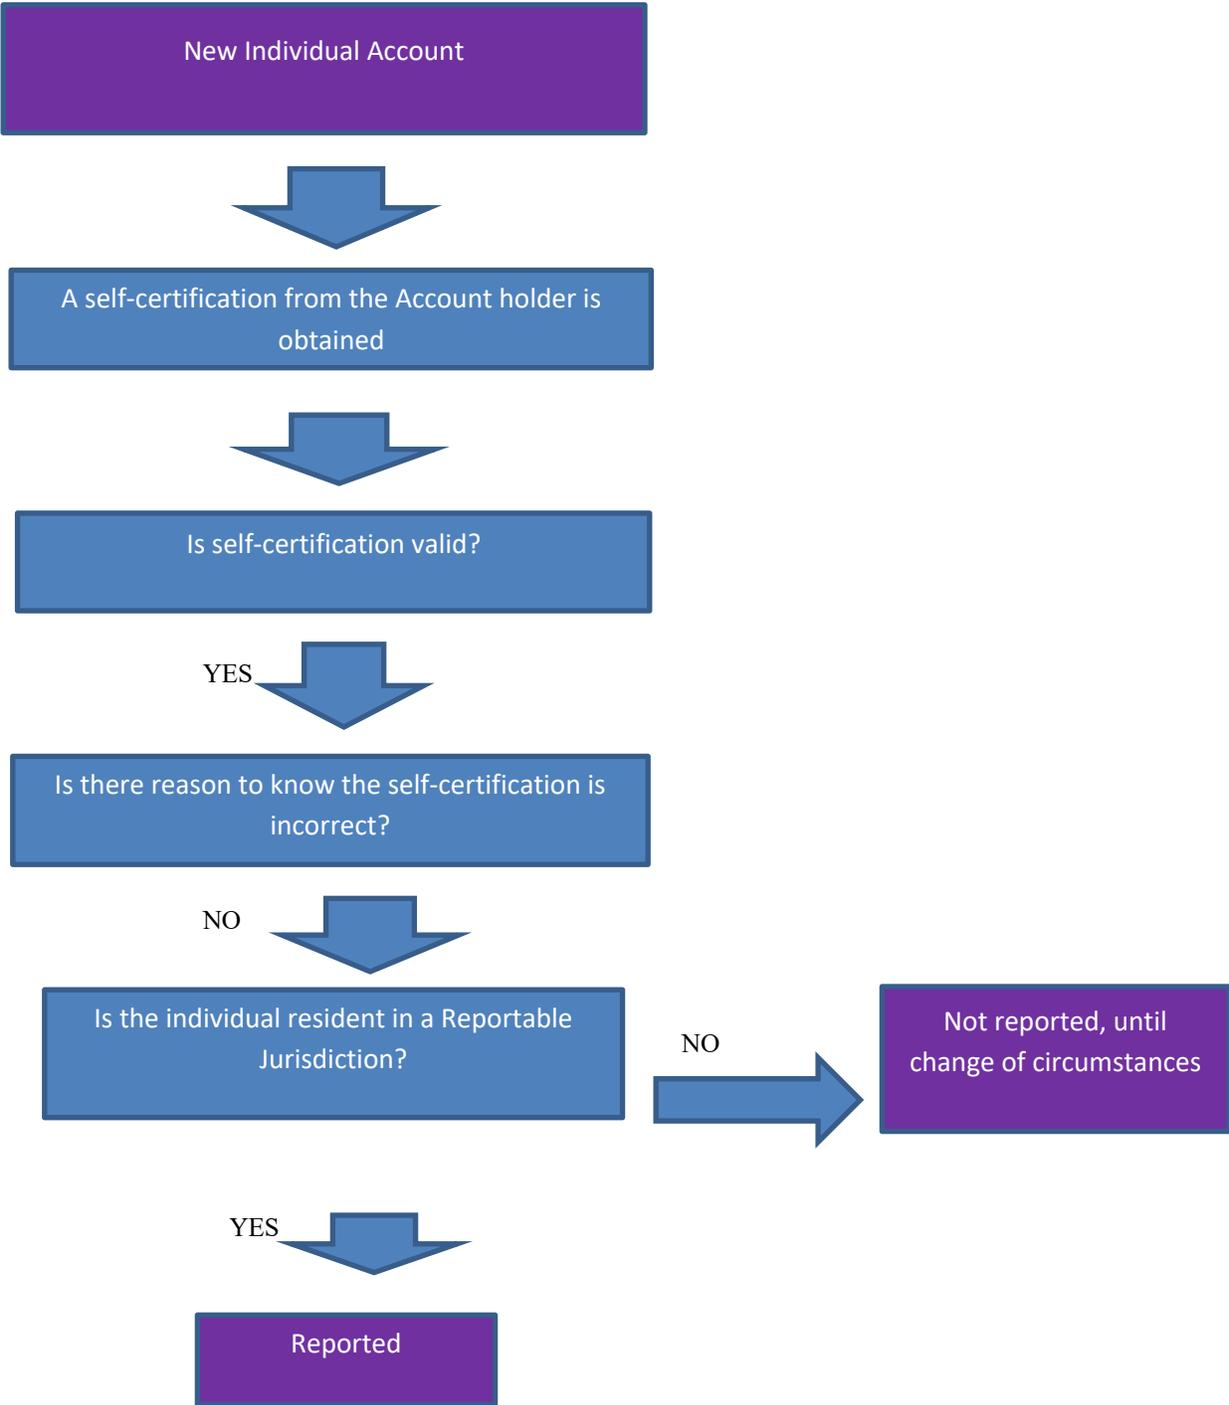 New Individual Account
A self-certification from the Account holder is
obtained
Is self-certification valid?
YES
Is there reason to know the self-certification is
incorrect?
NO
Is the individual resident in a Reportable
Jurisdiction?
NO
Not reported, until
change of circumstances
YES
Reported